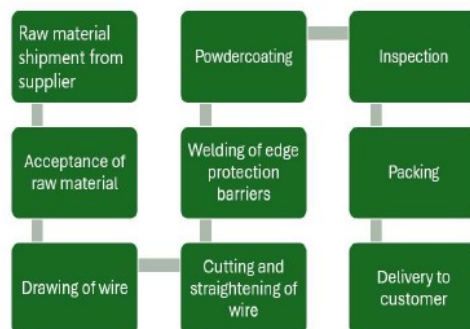 Raw material
shipment from
supplier
Acceptance of
raw material
Drawing of wire
Cutting and
straightening of
wire
Welding of edge
protection
barriers
Powdercoating
Inspection
Packing
Delivery to
customer